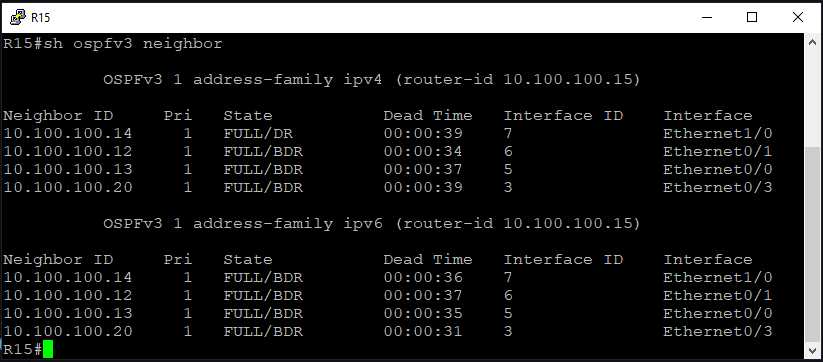 R15
R15#sh ospfv3 neighbor
OSPFv3 1 address-family ipv4 (router-id 10.100.100.15)
Neighbor ID     Pri   State           Dead Time   Interface ID    Interface
10.100.100.14     1   FULL/DR         00:00:39    7               Ethernet1/0
10.100.100.12     1   FULL/BDR        00:00:34    6               Ethernet0/1
10.100.100.13     1   FULL/BDR        00:00:37    5               Ethernet0/0
10.100.100.20     1   FULL/BDR        00:00:39    3               Ethernet0/3
OSPFv3 1 address-family ipv6 (router-id 10.100.100.15)
Neighbor ID     Pri   State           Dead Time   Interface ID    Interface
10.100.100.14     1   FULL/BDR        00:00:36    7               Ethernet1/0
10.100.100.12     1   FULL/BDR        00:00:37    6               Ethernet0/1
10.100.100.13     1   FULL/BDR        00:00:35    5               Ethernet0/0
10.100.100.20     1   FULL/BDR        00:00:31    3               Ethernet0/3
R15#